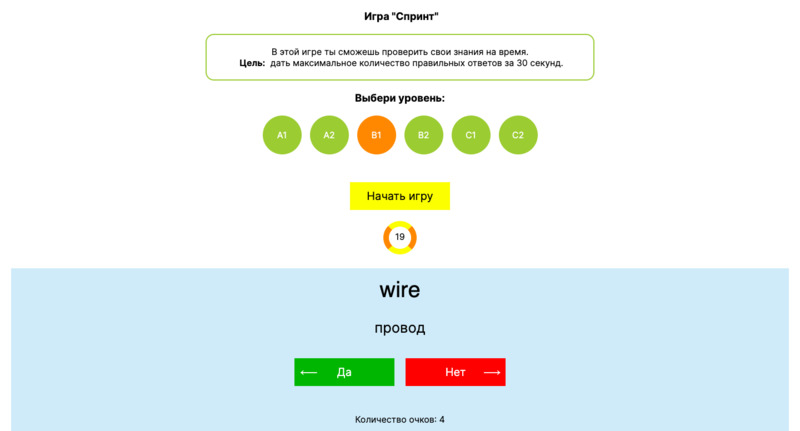 Игра "Спринт"
В этой игре ты сможешь проверить свои знания на время.
Цель: дать максимальное количество правильных ответов за 30 секунд.
Выбери уровень:
A1 A2 B1 B2 C1 C2
Начать игру
19
wire
провод
⟵ Да Нет ⟶
Количество очков: 4